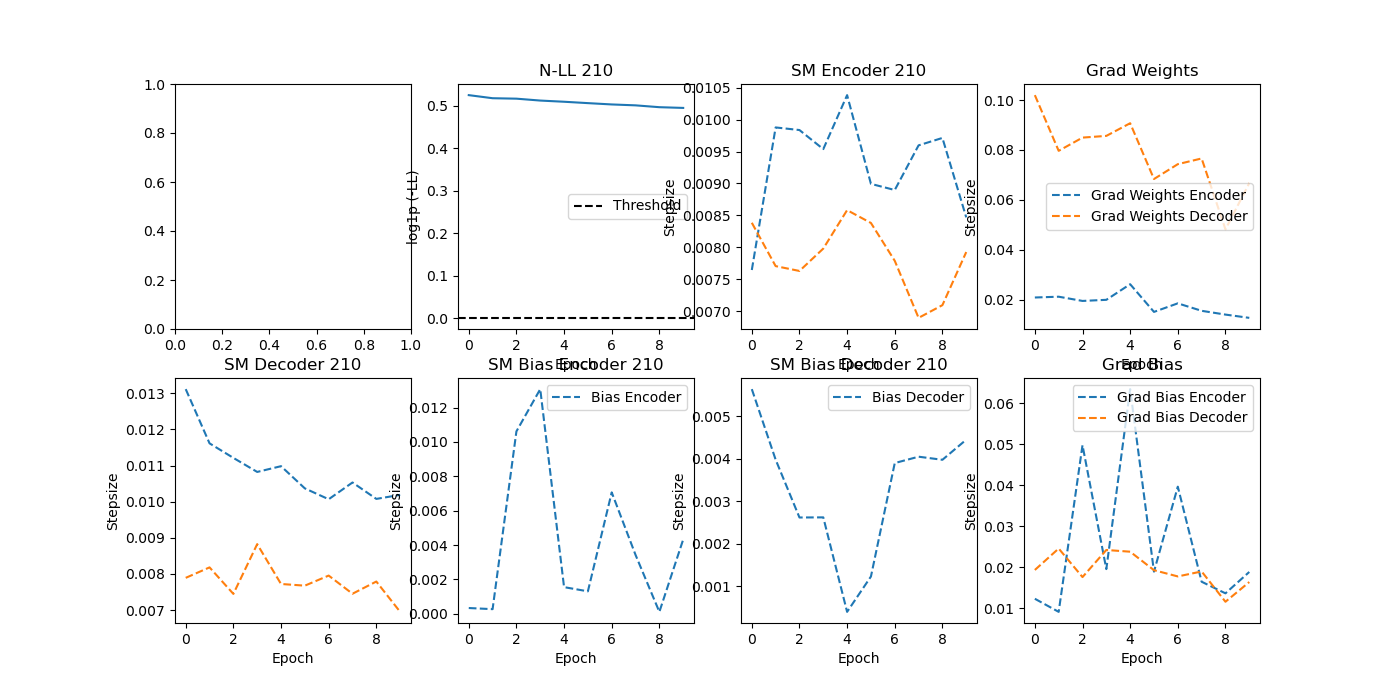 N-LL 210
SM Encoder 210
Grad Weights
1.0
0.8
0.6
0.4
0.2
0.0
0.0 0.2 0.4 0.6 0.8 1.0
log1p (-LL)
0.5
0.4
0.3
0.2
0.1
0.0
Threshold
0 2 4 6 8
Epoch
Stepsize
0.0105
0.0100
0.0095
0.0090
0.0085
0.0080
0.0075
0.0070
0 2 4 6 8
Epoch
Stepsize
0.10
0.08
0.06
0.04
0.02
Grad Weights Encoder
Grad Weights Decoder
0 2 4 6 8
Epoch
SM Decoder 210
SM Bias Encoder 210
SM Bias Decoder 210
Grad Bias
Stepsize
0.013
0.012
0.011
0.010
0.009
0.008
0.007
0 2 4 6 8
Epoch
Stepsize
0.012
0.010
0.008
0.006
0.004
0.002
0.000
Bias Encoder
0 2 4 6 8
Epoch
Stepsize
0.005
0.004
0.003
0.002
0.001
Bias Decoder
0 2 4 6 8
Epoch
Stepsize
0.06
0.05
0.04
0.03
0.02
0.01
Grad Bias Encoder
Grad Bias Decoder
0 2 4 6 8
Epoch